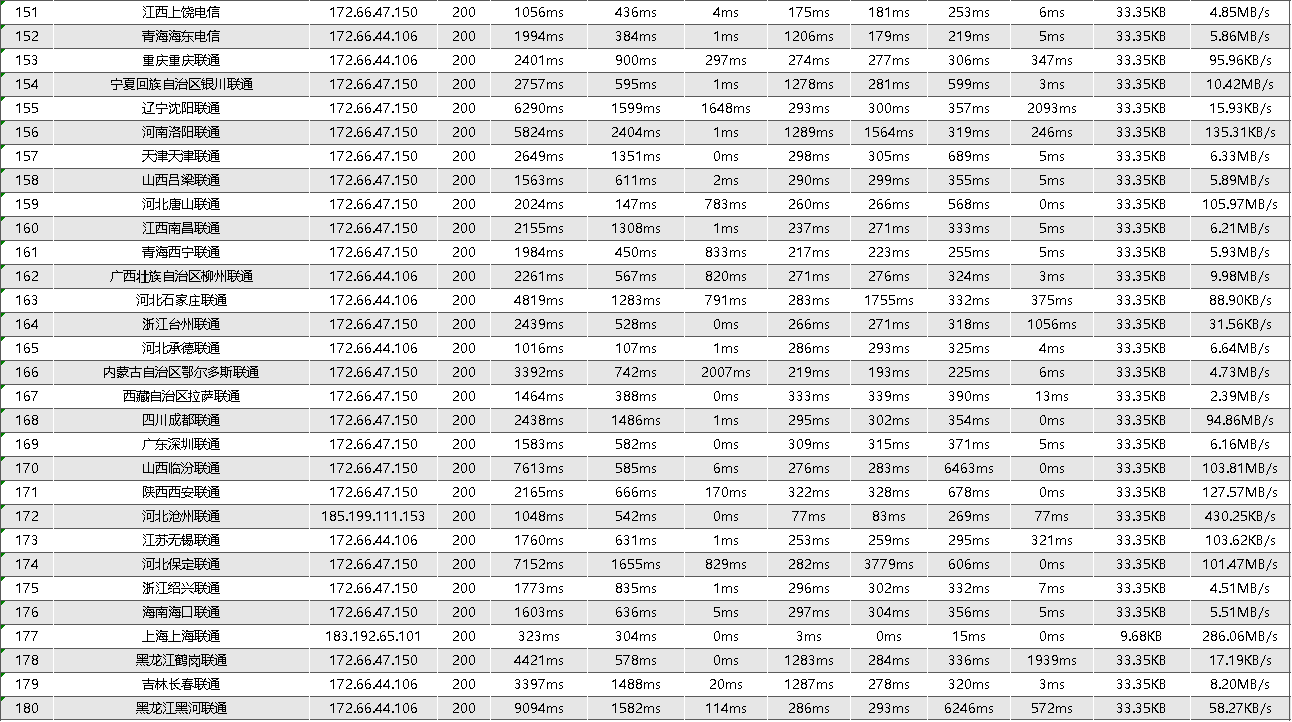 151 江西上饶电信 172.66.47.150 200 1056ms 436ms 4ms 175ms 181ms 253ms 6ms 33.35KB 4.85MB/s
152 青海海东电信 172.66.44.106 200 1994ms 384ms 1ms 1206ms 179ms 219ms 5ms 33.35KB 5.86MB/s
153 重庆重庆联通 172.66.44.106 200 2401ms 900ms 297ms 274ms 277ms 306ms 347ms 33.35KB 95.96KB/s
154 宁夏回族自治区银川联通 172.66.47.150 200 2757ms 595ms 1ms 1278ms 281ms 599ms 3ms 33.35KB 10.42MB/s
155 辽宁沈阳联通 172.66.47.150 200 6290ms 1599ms 1648ms 293ms 300ms 357ms 2093ms 33.35KB 15.93KB/s
156 河南洛阳联通 172.66.47.150 200 5824ms 2404ms 1ms 1289ms 1564ms 319ms 246ms 33.35KB 135.31KB/s
157 天津天津联通 172.66.47.150 200 2649ms 1351ms 0ms 298ms 305ms 689ms 5ms 33.35KB 6.33MB/s
158 山西吕梁联通 172.66.47.150 200 1563ms 611ms 2ms 290ms 299ms 355ms 5ms 33.35KB 5.89MB/s
159 河北唐山联通 172.66.47.150 200 2024ms 147ms 783ms 260ms 266ms 568ms 0ms 33.35KB 105.97MB/s
160 江西南昌联通 172.66.47.150 200 2155ms 1308ms 1ms 237ms 271ms 333ms 5ms 33.35KB 6.21MB/s
161 青海西宁联通 172.66.47.150 200 1984ms 450ms 833ms 217ms 223ms 255ms 5ms 33.35KB 5.93MB/s
162 广西壮族自治区柳州联通 172.66.44.106 200 2261ms 567ms 820ms 271ms 276ms 324ms 3ms 33.35KB 9.98MB/s
163 河北石家庄联通 172.66.44.106 200 4819ms 1283ms 791ms 283ms 1755ms 332ms 375ms 33.35KB 88.90KB/s
164 浙江台州联通 172.66.47.150 200 2439ms 528ms 0ms 266ms 271ms 318ms 1056ms 33.35KB 31.56KB/s
165 河北承德联通 172.66.44.106 200 1016ms 107ms 1ms 286ms 293ms 325ms 4ms 33.35KB 6.64MB/s
166 内蒙古自治区鄂尔多斯联通 172.66.47.150 200 3392ms 742ms 2007ms 219ms 193ms 225ms 6ms 33.35KB 4.73MB/s
167 西藏自治区拉萨联通 172.66.47.150 200 1464ms 388ms 0ms 333ms 339ms 390ms 13ms 33.35KB 2.39MB/s
168 四川成都联通 172.66.47.150 200 2438ms 1486ms 1ms 295ms 302ms 354ms 0ms 33.35KB 94.86MB/s
169 广东深圳联通 172.66.47.150 200 1583ms 582ms 0ms 309ms 315ms 371ms 5ms 33.35KB 6.16MB/s
170 山西临汾联通 172.66.47.150 200 7613ms 585ms 6ms 276ms 283ms 6463ms 0ms 33.35KB 103.81MB/s
171 陕西西安联通 172.66.47.150 200 2165ms 666ms 170ms 322ms 328ms 678ms 0ms 33.35KB 127.57MB/s
172 河北沧州联通 185.199.111.153 200 1048ms 542ms 0ms 77ms 83ms 269ms 77ms 33.35KB 430.25KB/s
173 江苏无锡联通 172.66.44.106 200 1760ms 631ms 1ms 253ms 259ms 295ms 321ms 33.35KB 103.62KB/s
174 河北保定联通 172.66.47.150 200 7152ms 1655ms 829ms 282ms 3779ms 606ms 0ms 33.35KB 101.47MB/s
175 浙江绍兴联通 172.66.47.150 200 1773ms 835ms 1ms 296ms 302ms 332ms 7ms 33.35KB 4.51MB/s
176 海南海口联通 172.66.47.150 200 1603ms 636ms 5ms 297ms 304ms 356ms 5ms 33.35KB 5.51MB/s
177 上海上海联通 183.192.65.101 200 323ms 304ms 0ms 3ms 0ms 15ms 0ms 9.68KB 286.06MB/s
178 黑龙江鹤岗联通 172.66.47.150 200 4421ms 578ms 0ms 1283ms 284ms 336ms 1939ms 33.35KB 17.19KB/s
179 吉林长春联通 172.66.44.106 200 3397ms 1488ms 20ms 1287ms 278ms 320ms 3ms 33.35KB 8.20MB/s
180 黑龙江黑河联通 172.66.44.106 200 9094ms 1582ms 114ms 286ms 293ms 6246ms 572ms 33.35KB 58.27KB/s